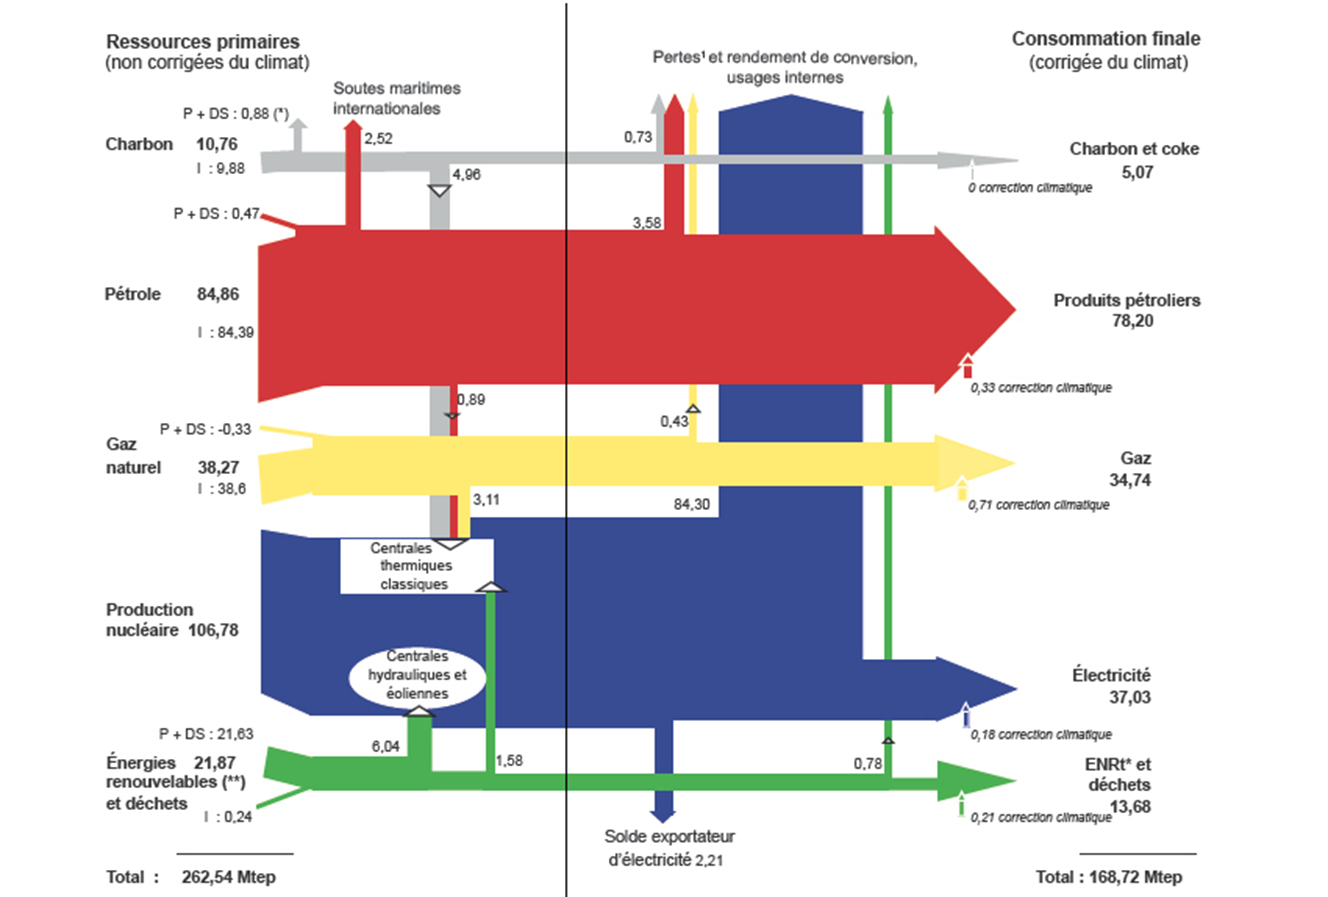 Ressources primaires
(non corrigées du climat)
Soutes maritimes
internationales
Pertes¹ et rendement de conversion,
usages internes
Consommation finale
(corrigée du climat)
P + DS : 0,88 (*)
Charbon 10,76
I : 9,88
2,52
4,96
0,73
Charbon et coke
5,07
0 correction climatique
P + DS : 0,47
3,58
Pétrole 84,86
I : 84,39
Produits pétroliers
78,20
0,33 correction climatique
0,89
P + DS : -0,33
0,43
Gaz
naturel 38,27
I : 38,6
3,11
84,30
Gaz
34,74
0,71 correction climatique
Centrales
thermiques
classiques
Production
nucléaire 106,78
Centrales
hydrauliques et
éoliennes
Électricité
37,03
0,18 correction climatique
P + DS : 21,63
6,04
1,58
0,78
Énergies 21,87
renouvelables (**)
et déchets
I : 0,24
ENRt* et
déchets
13,68
0,21 correction climatique
Solde exportateur
d'électricité 2,21
Total : 262,54 Mtep
Total : 168,72 Mtep